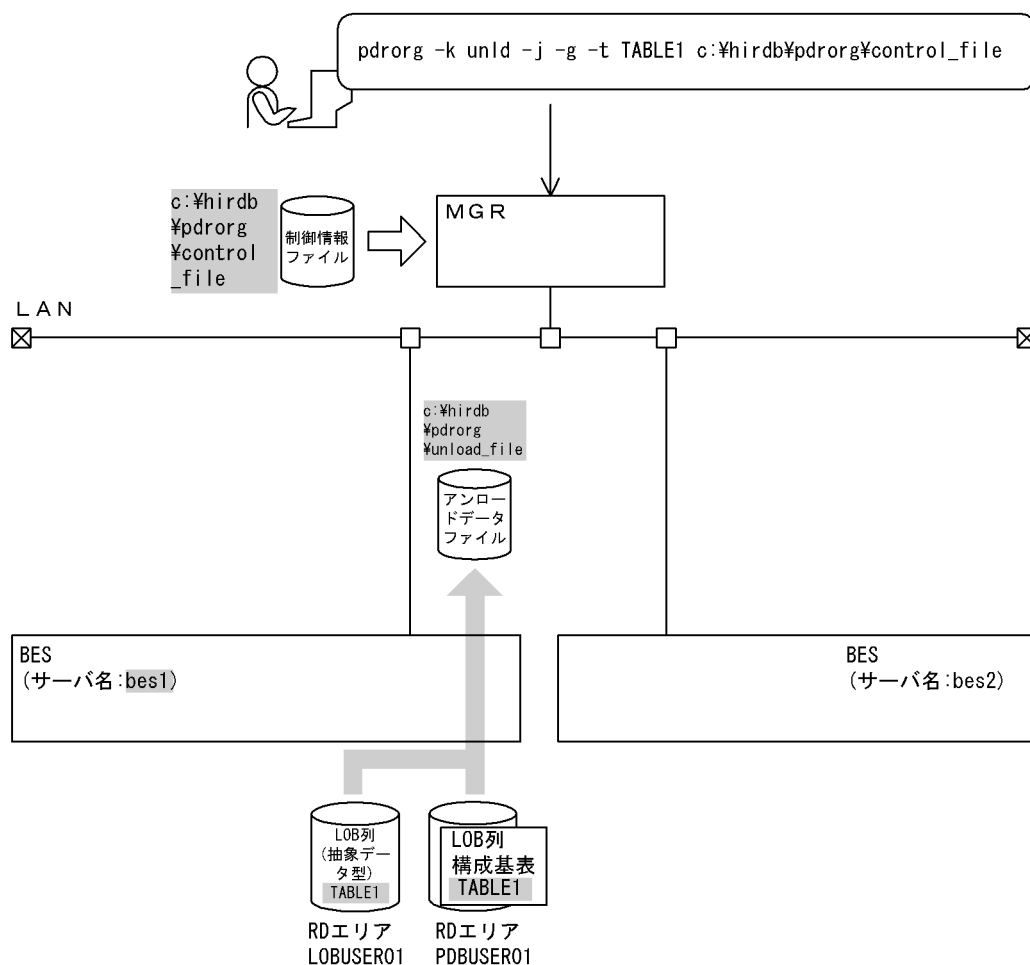 pdrorg -k unld -j -g -t TABLE1 c:¥hirdb¥pdrorg¥control_file
c:¥hirdb
¥pdrorg
¥control
_file
制御情報
ファイル
ＭＧＲ
ＬＡＮ
c:¥hirdb
¥pdrorg
¥unload_file
アンロー
ドデータ
ファイル
BES
(サーバ名:bes1)
BES
(サーバ名:bes2)
LOB列
(抽象デー
タ型)
TABLE1
LOB列
構成基表
TABLE1
RDエリア
LOBUSER01
RDエリア
PDBUSER01